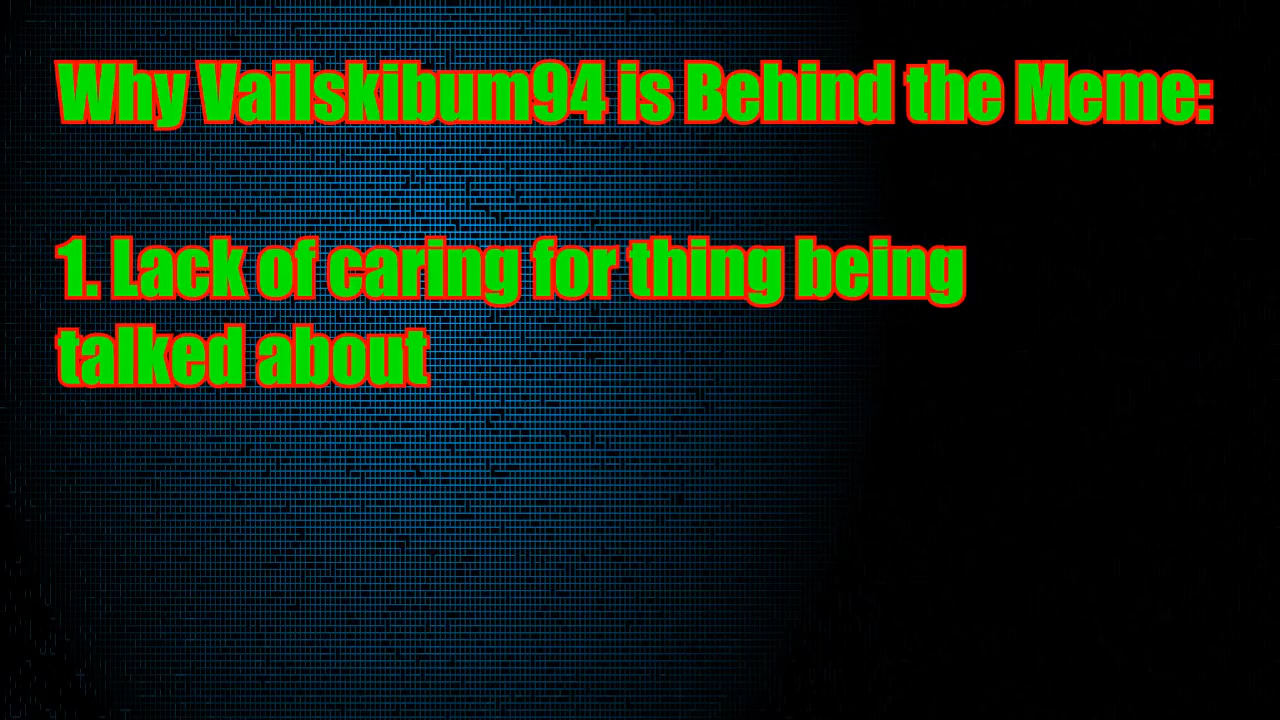 Why Vailskibum94 is Behind the Meme:
1. Lack of caring for thing being
talked about